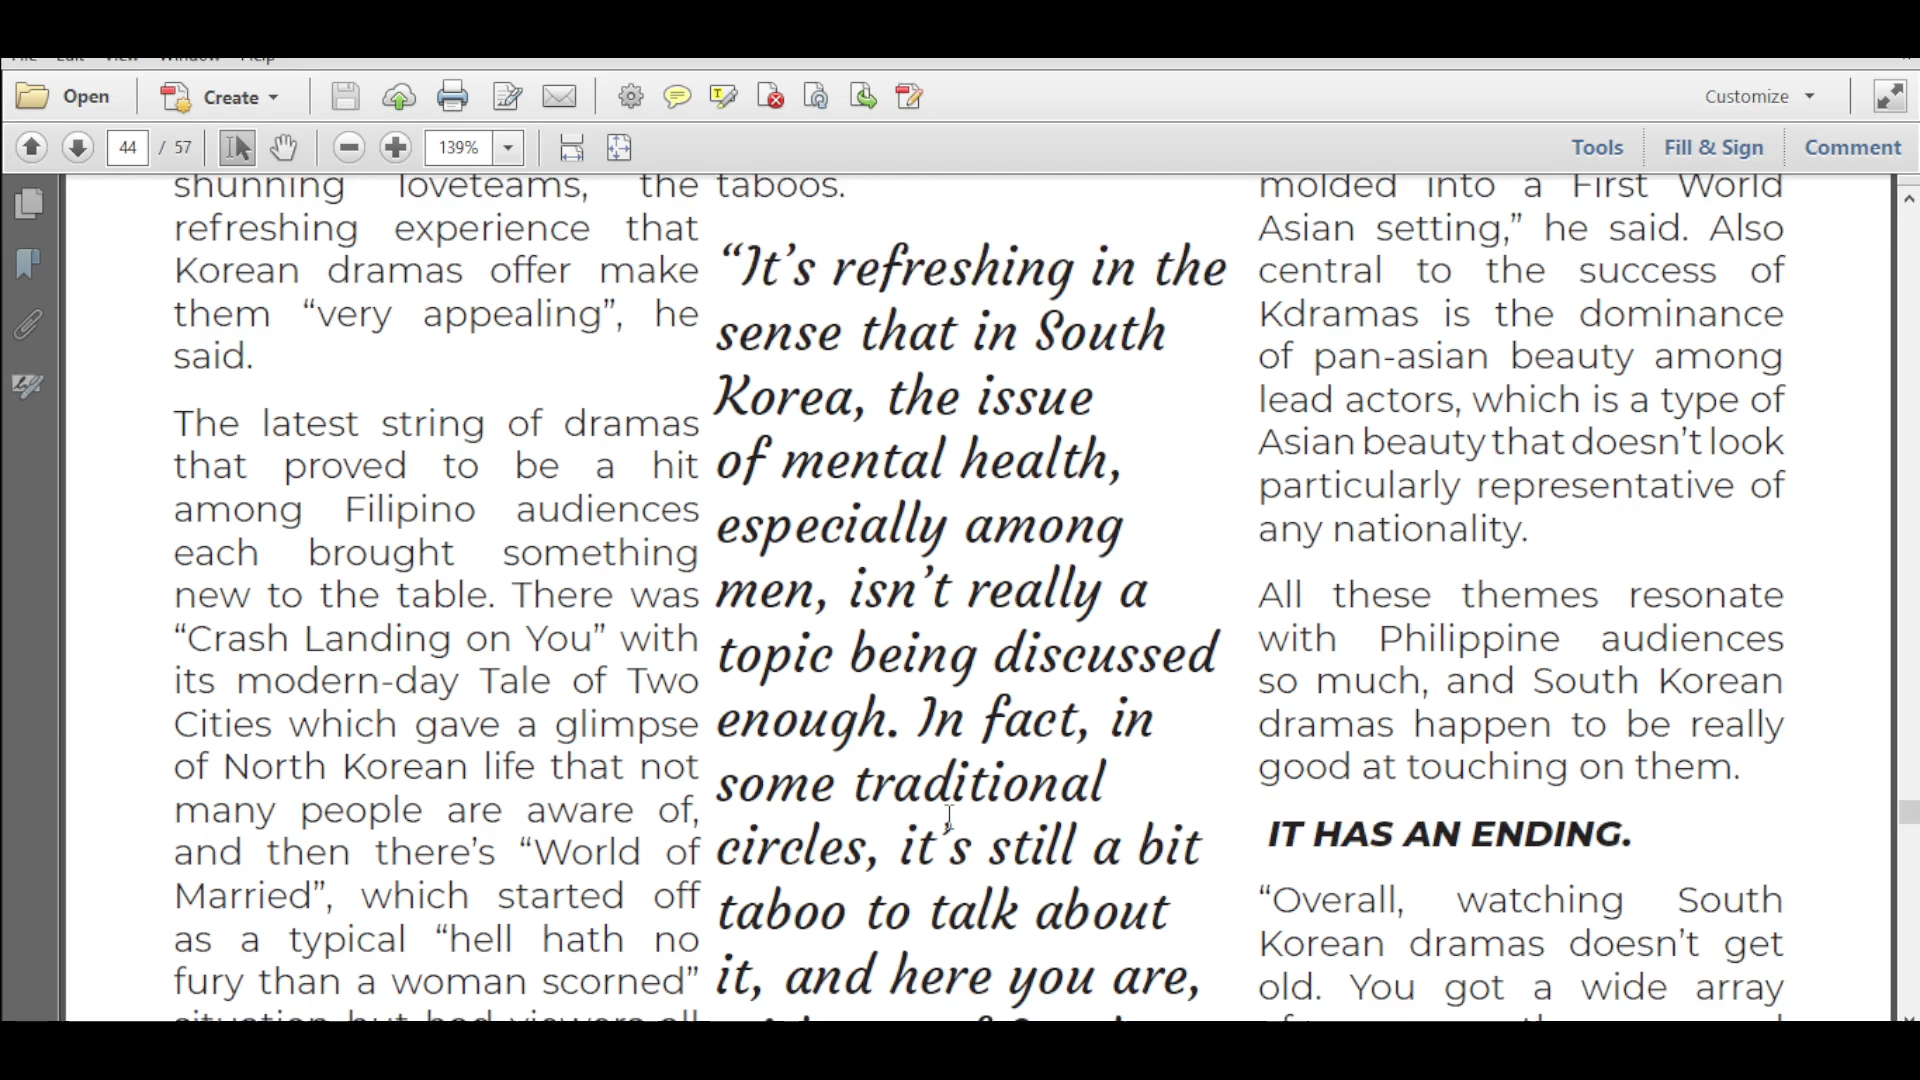 File Edit View Window Help
Open
Create
Customize
44 / 57
139%
Tools
Fill & Sign
Comment
shunning loveteams, the
refreshing experience that
Korean dramas offer make
them “very appealing”, he
said.
The latest string of dramas
that proved to be a hit
among Filipino audiences
each brought something
new to the table. There was
“Crash Landing on You” with
its modern-day Tale of Two
Cities which gave a glimpse
of North Korean life that not
many people are aware of,
and then there’s “World of
Married”, which started off
as a typical “hell hath no
fury than a woman scorned”
situation but had viewers all
taboos.
“It’s refreshing in the
sense that in South
Korea, the issue
of mental health,
especially among
men, isn’t really a
topic being discussed
enough. In fact, in
some traditional
circles, it’s still a bit
taboo to talk about
it, and here you are,
molded into a First World
Asian setting,” he said. Also
central to the success of
Kdramas is the dominance
of pan-asian beauty among
lead actors, which is a type of
Asian beauty that doesn’t look
particularly representative of
any nationality.
All these themes resonate
with Philippine audiences
so much, and South Korean
dramas happen to be really
good at touching on them.
IT HAS AN ENDING.
“Overall, watching South
Korean dramas doesn’t get
old. You got a wide array